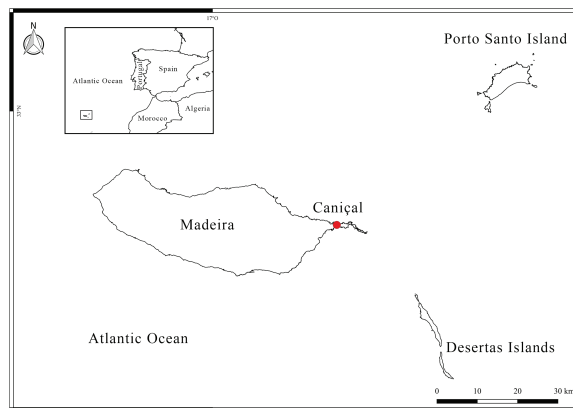 17°O
33°N
N
Atlantic Ocean
Portugal
Spain
Morocco
Algeria
Porto Santo Island
Caniçal
Madeira
Atlantic Ocean
Desertas Islands
0 10 20 30 km